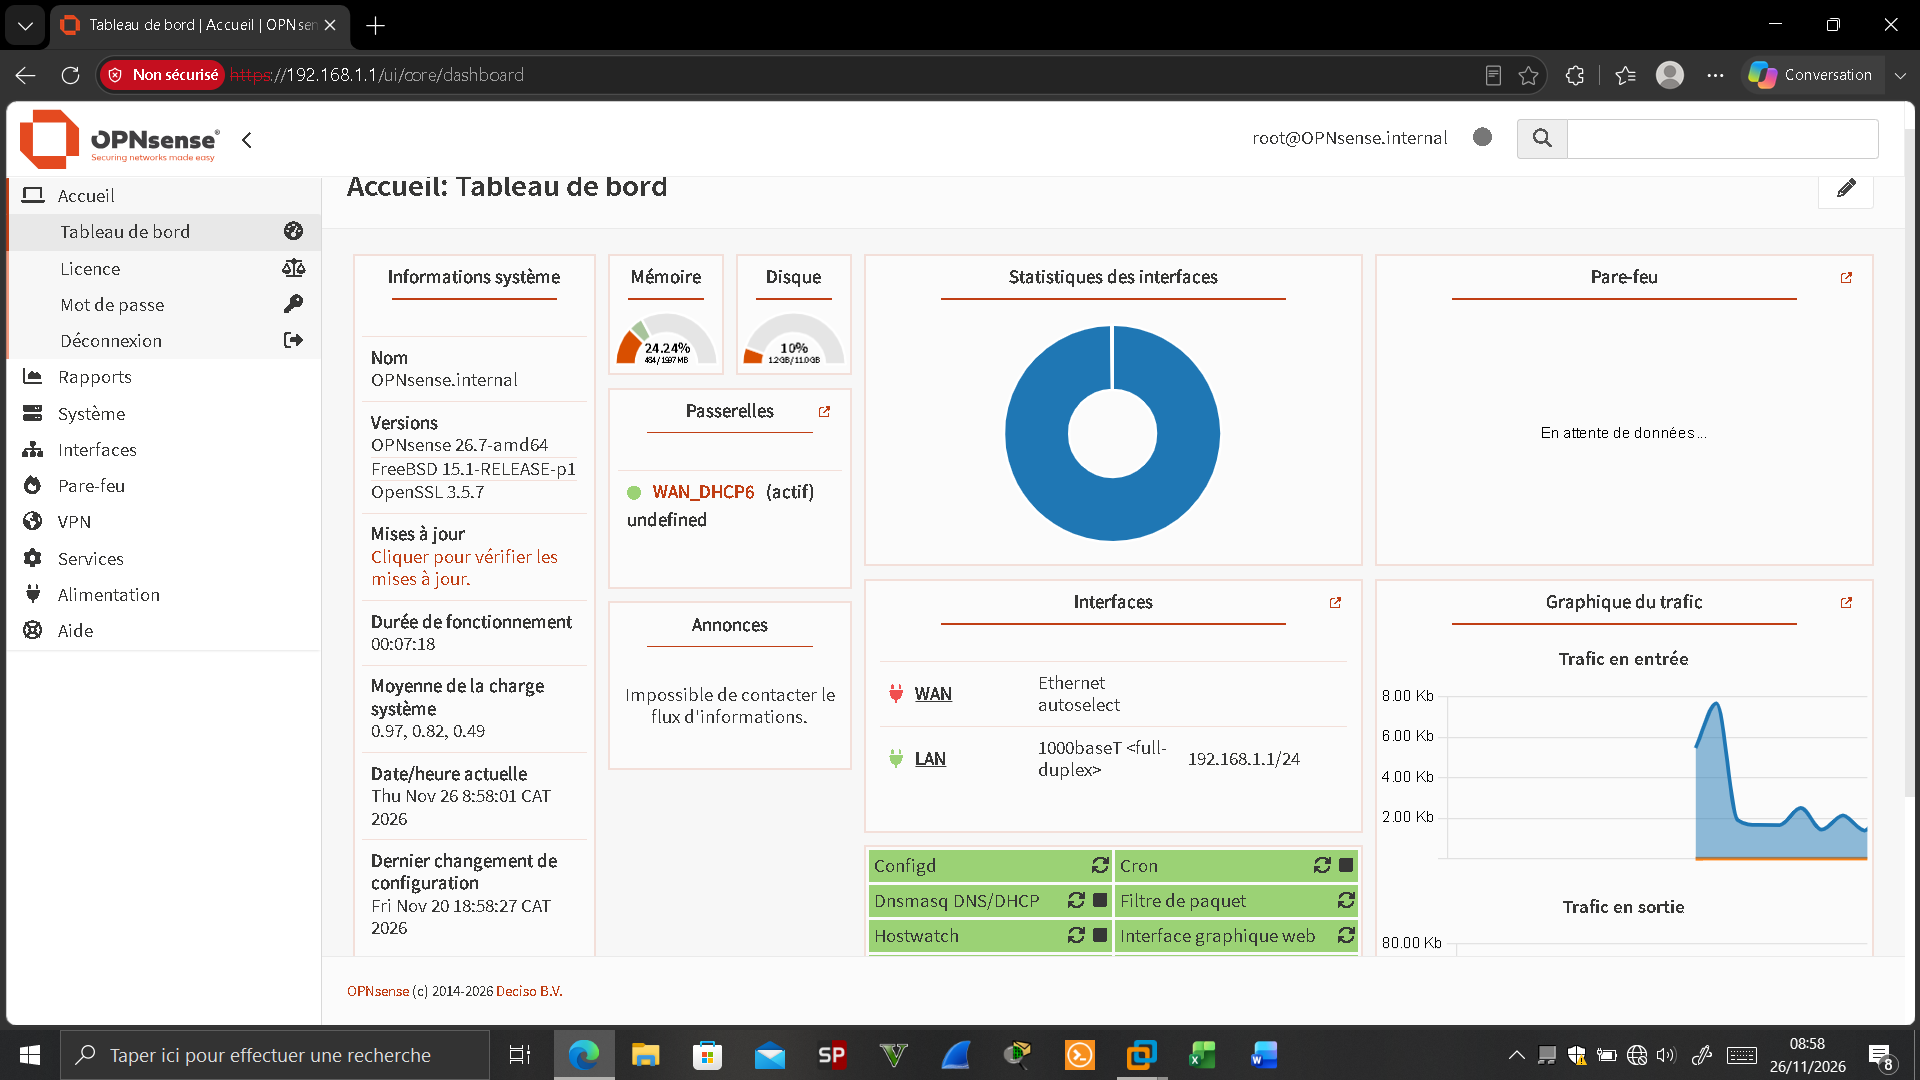 Tableau de bord | Accueil | OPNsen
Non sécurisé
https://192.168.1.1/ui/core/dashboard
Conversation
OPNsense®
Securing networks made easy
root@OPNsense.internal
Accueil
Tableau de bord
Licence
Mot de passe
Déconnexion
Rapports
Système
Interfaces
Pare-feu
VPN
Services
Alimentation
Aide
Accueil: Tableau de bord
Informations système
Nom
OPNsense.internal
Versions
OPNsense 26.7-amd64
FreeBSD 15.1-RELEASE-p1
OpenSSL 3.5.7
Mises à jour
Cliquer pour vérifier les
mises à jour.
Durée de fonctionnement
00:07:18
Moyenne de la charge
système
0.97, 0.82, 0.49
Date/heure actuelle
Thu Nov 26 8:58:01 CAT
2026
Dernier changement de
configuration
Fri Nov 20 18:58:27 CAT
2026
Mémoire
24.24%
484 / 1997 MB
Disque
10%
1.2GB / 11.0GB
Passerelles
WAN_DHCP6 (actif)
undefined
Annonces
Impossible de contacter le
flux d'informations.
Statistiques des interfaces
Interfaces
WAN
Ethernet
autoselect
LAN
1000baseT <full-
duplex>
192.168.1.1/24
Configd
Cron
Dnsmasq DNS/DHCP
Filtre de paquet
Hostwatch
Interface graphique web
Pare-feu
En attente de données...
Graphique du trafic
Trafic en entrée
8.00 Kb
6.00 Kb
4.00 Kb
2.00 Kb
Trafic en sortie
80.00 Kb
OPNsense (c) 2014-2026 Deciso B.V.
Taper ici pour effectuer une recherche
SP
08:58
26/11/2026
8